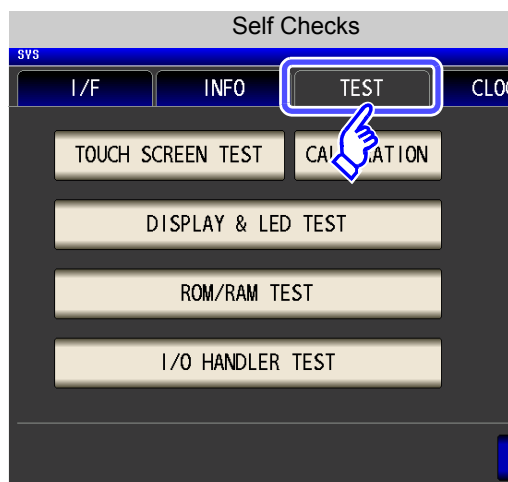 Self Checks
SYS
I/F INFO TEST
TOUCH SCREEN TEST
DISPLAY & LED TEST
ROM/RAM TEST
I/O HANDLER TEST